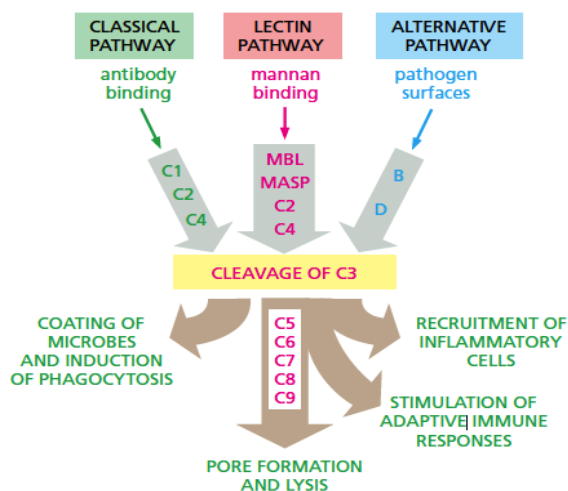 CLASSICAL
PATHWAY
LECTIN
PATHWAY
ALTERNATIVE
PATHWAY
antibody
binding
mannan
binding
pathogen
surfaces
C1
C2
C4
MBL
MASP
C2
C4
B
D
CLEAVAGE OF C3
COATING OF
MICROBES
AND INDUCTION
OF PHAGOCYTOSIS
C5
C6
C7
C8
C9
RECRUITMENT OF
INFLAMMATORY
CELLS
STIMULATION OF
ADAPTIVE IMMUNE
RESPONSES
PORE FORMATION
AND LYSIS